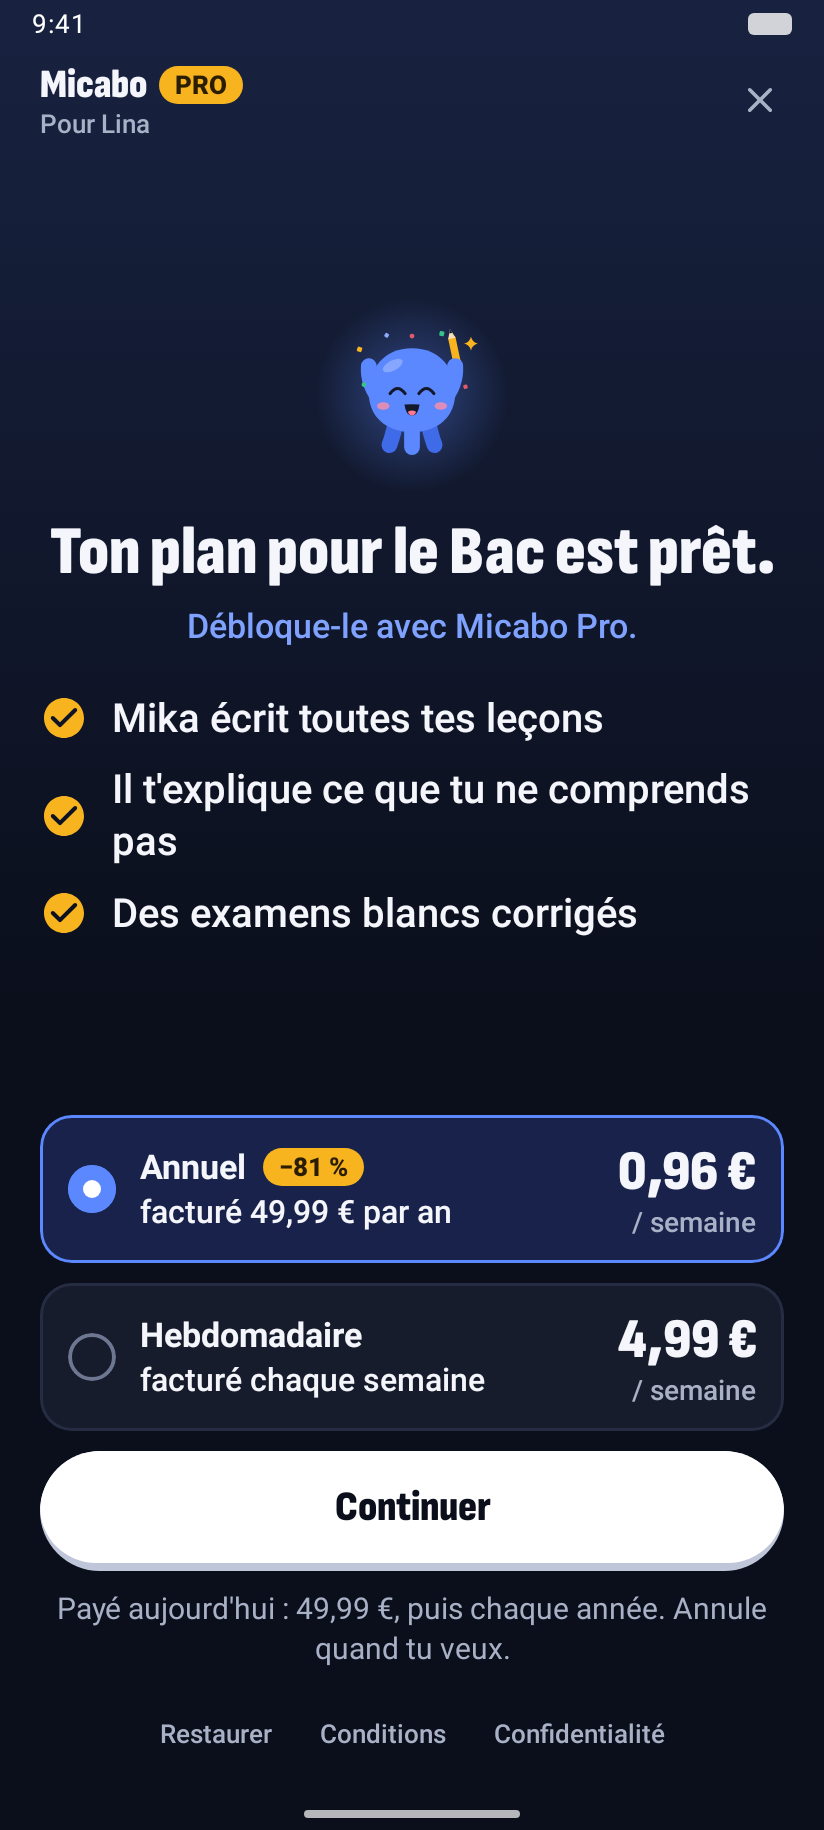 9:41
Micabo PRO
Pour Lina
Ton plan pour le Bac est prêt.
Débloque-le avec Micabo Pro.
Mika écrit toutes tes leçons
Il t'explique ce que tu ne comprends
pas
Des examens blancs corrigés
Annuel −81 %
facturé 49,99 € par an
0,96 €
/ semaine
Hebdomadaire
facturé chaque semaine
4,99 €
/ semaine
Continuer
Payé aujourd'hui : 49,99 €, puis chaque année. Annule
quand tu veux.
Restaurer Conditions Confidentialité